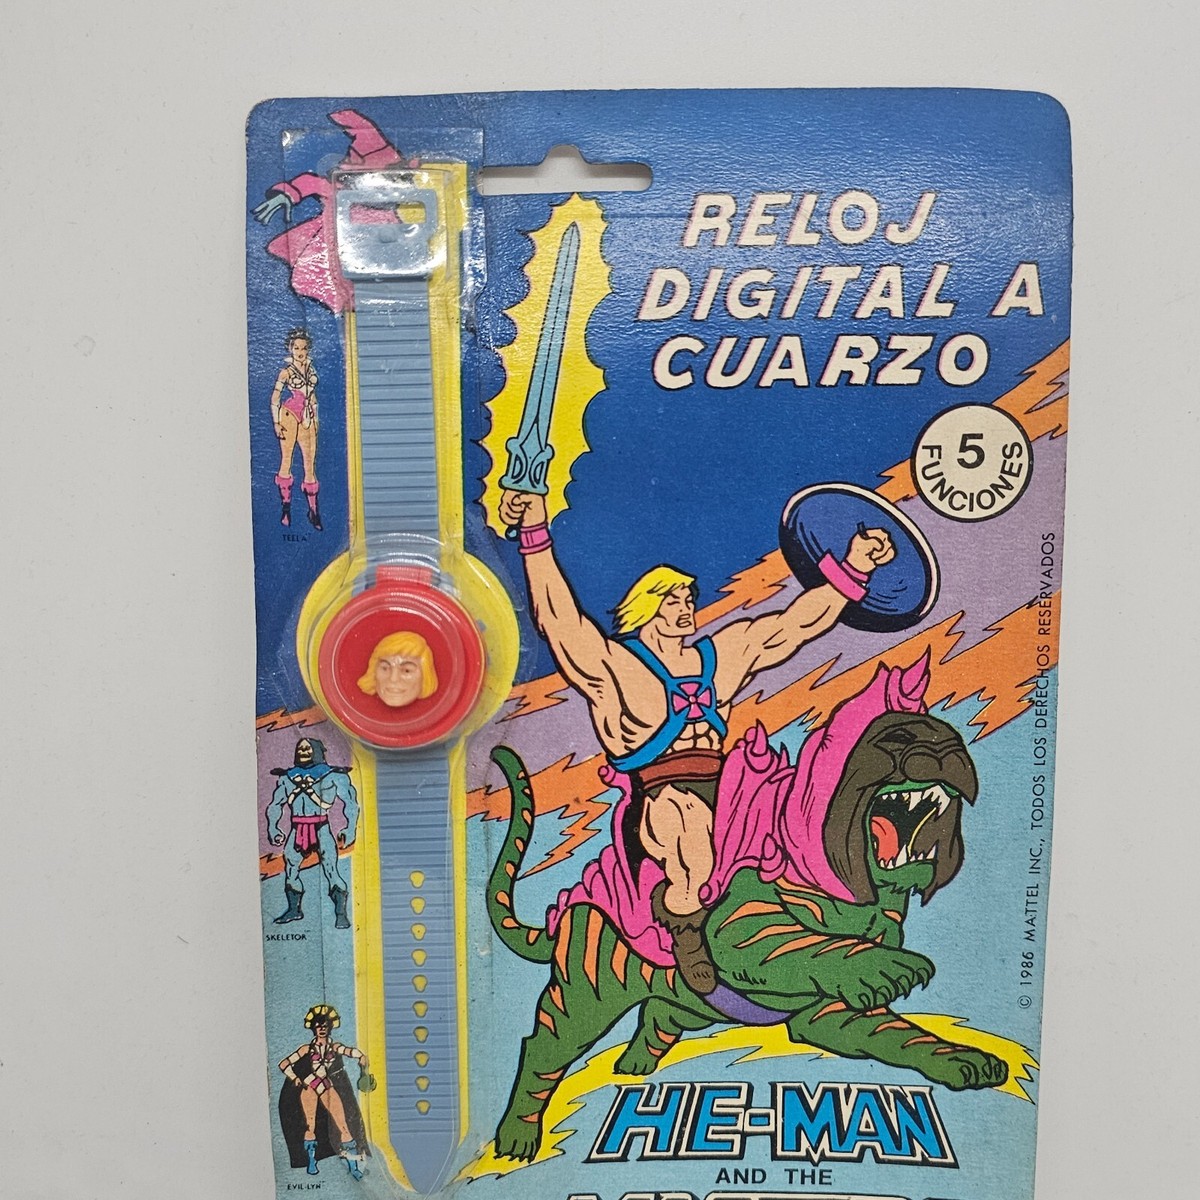 RELOJ
DIGITAL A
CUARZO
5
FUNCIONES
TEELA
SKELETOR
EVIL-LYN
© 1986 MATTEL INC., TODOS LOS DERECHOS RESERVADOS
HE-MAN
AND THE